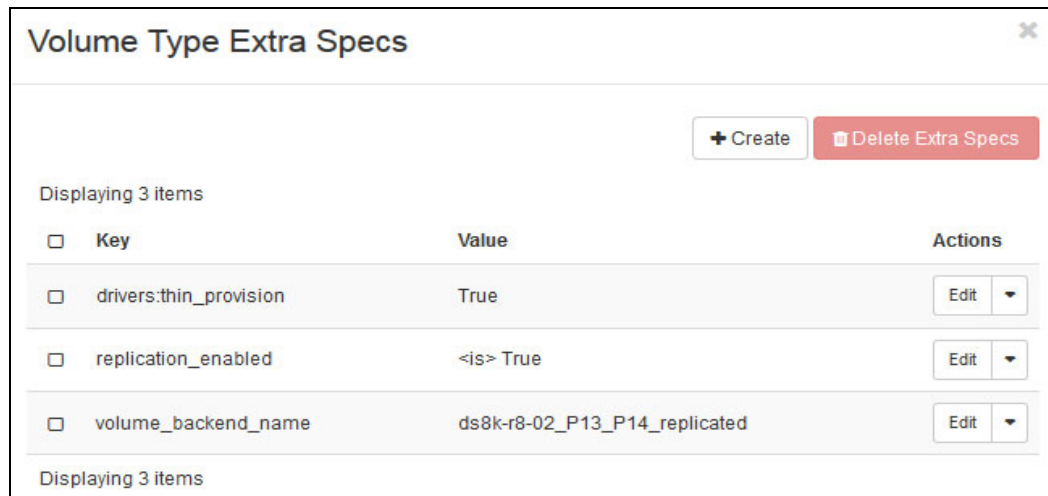 Volume Type Extra Specs
Create Delete Extra Specs
Displaying 3 items
Key Value Actions
drivers:thin_provision True Edit
replication_enabled <is> True Edit
volume_backend_name ds8k-r8-02_P13_P14_replicated Edit
Displaying 3 items